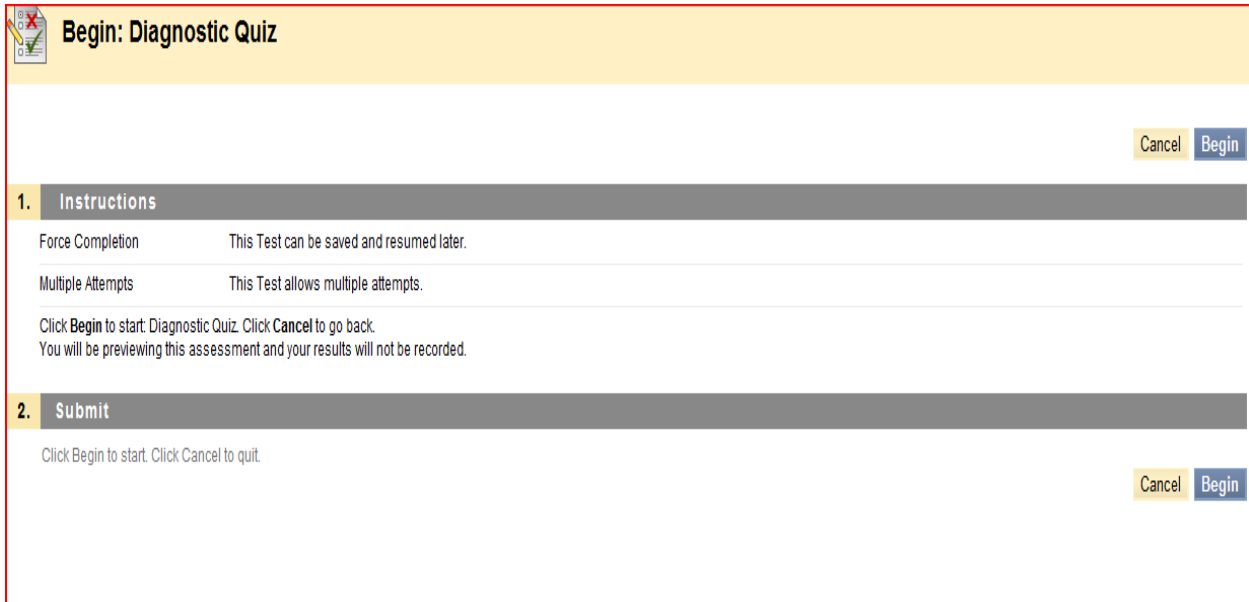 Begin: Diagnostic Quiz
Cancel Begin
1. Instructions
Force Completion This Test can be saved and resumed later.
Multiple Attempts This Test allows multiple attempts.
Click Begin to start: Diagnostic Quiz. Click Cancel to go back.
You will be previewing this assessment and your results will not be recorded.
2. Submit
Click Begin to start. Click Cancel to quit.
Cancel Begin